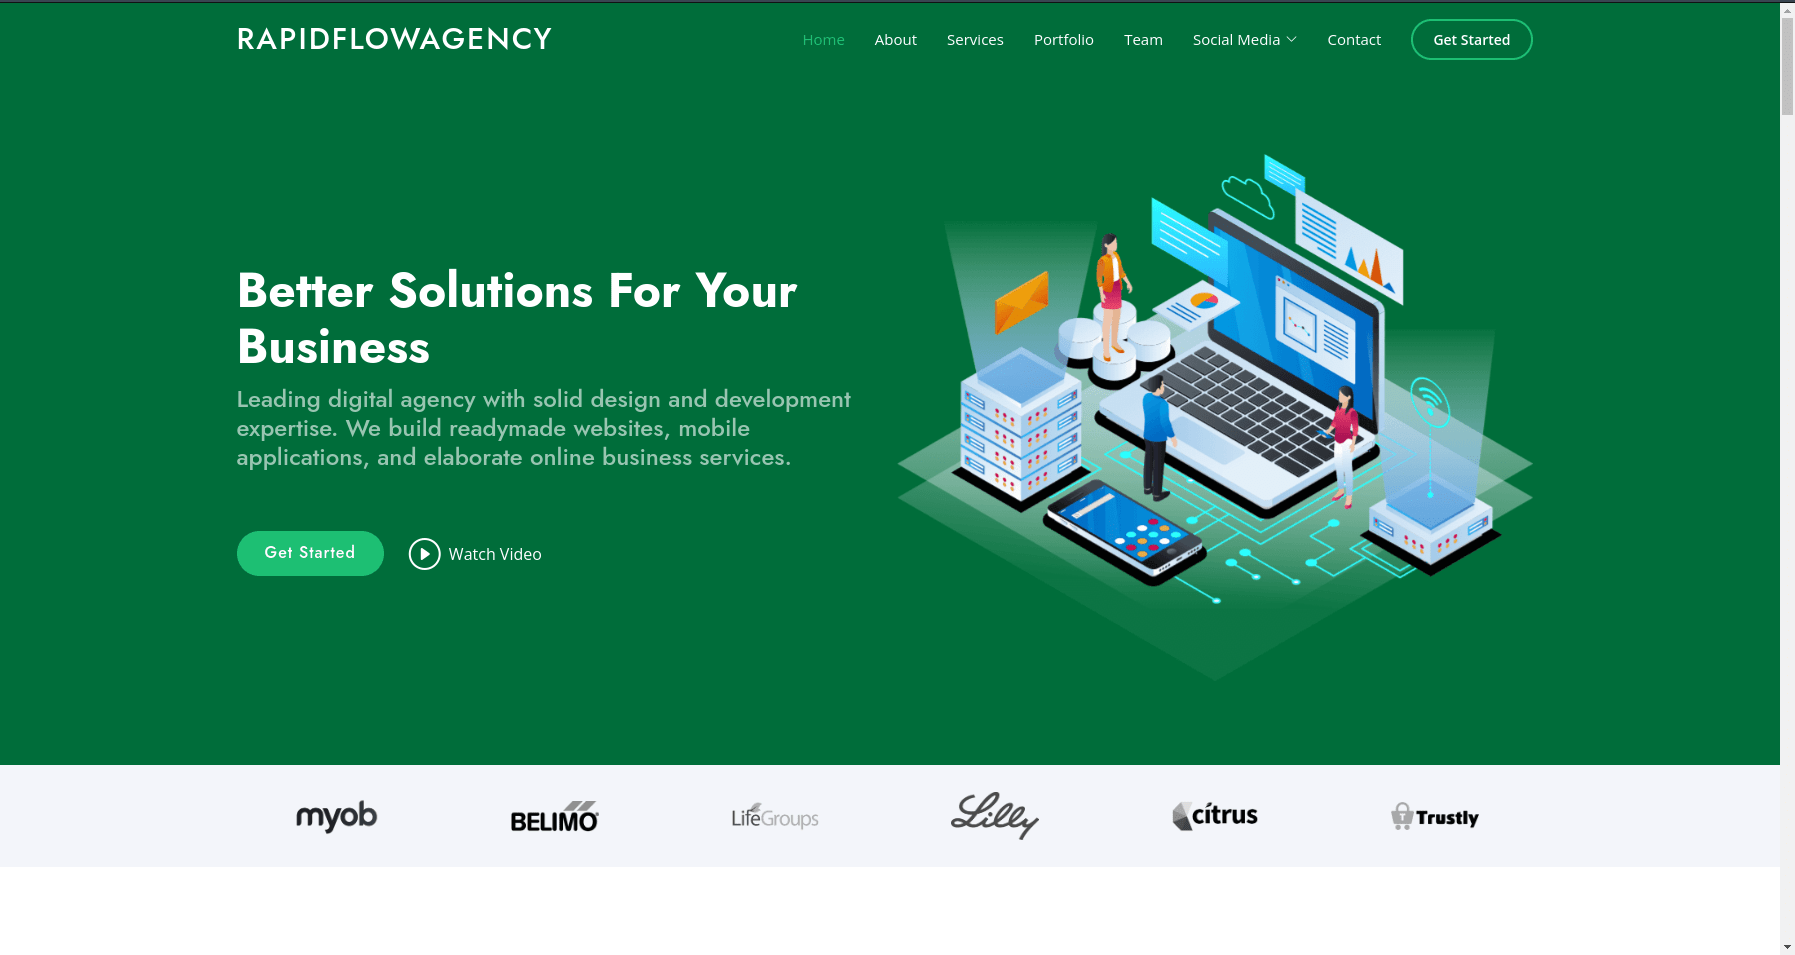 RAPIDFLOWAGENCY
Home About Services Portfolio Team Social Media Contact Get Started
Better Solutions For Your
Business
Leading digital agency with solid design and development
expertise. We build readymade websites, mobile
applications, and elaborate online business services.
Get Started Watch Video
myob BELIMO LifeGroups Lilly citrus Trustly